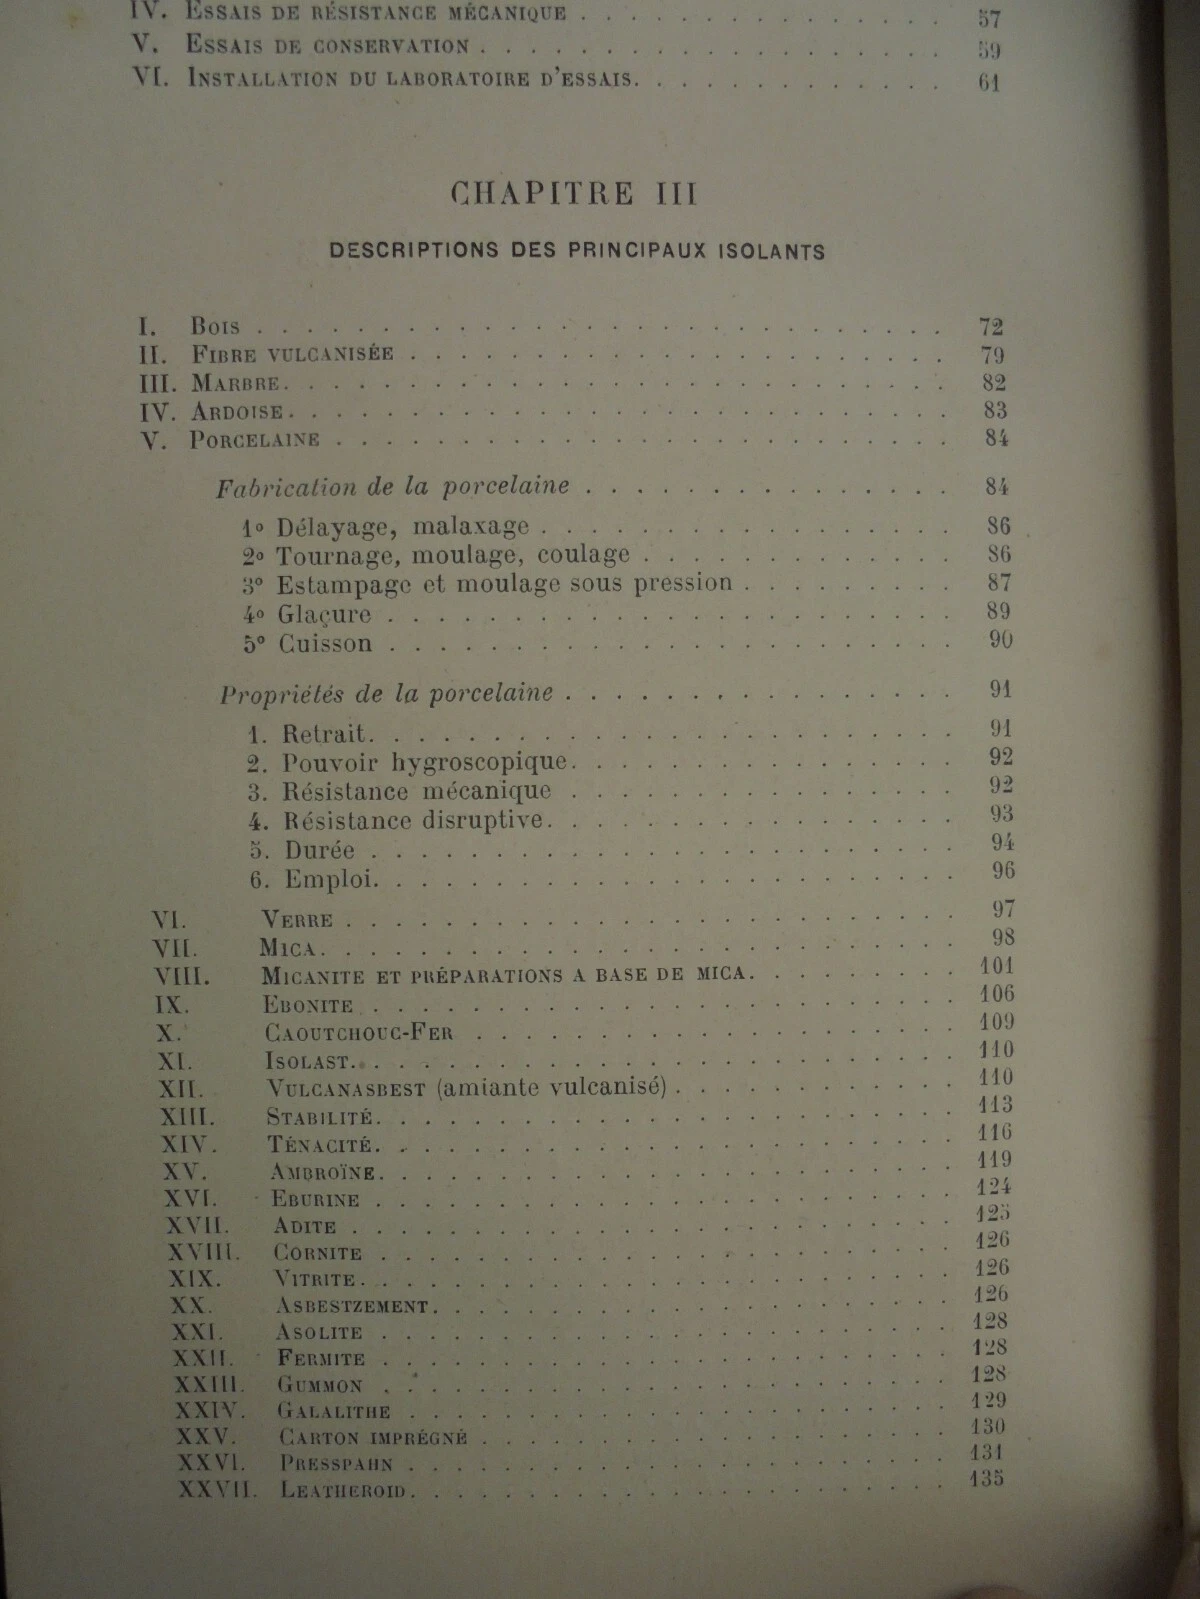 IV. Essais de résistance mécanique . . . . . . . . . . . . . . 57
V. Essais de conservation . . . . . . . . . . . . . . . . . . 59
VI. Installation du laboratoire d'essais. . . . . . . . . . . . . 61
CHAPITRE III
DESCRIPTIONS DES PRINCIPAUX ISOLANTS
I. Bois . . . . . . . . . . . . . . . . . . . . . . . . . . . 72
II. Fibre vulcanisée . . . . . . . . . . . . . . . . . . . . . 79
III. Marbre. . . . . . . . . . . . . . . . . . . . . . . . . . 82
IV. Ardoise. . . . . . . . . . . . . . . . . . . . . . . . . . 83
V. Porcelaine . . . . . . . . . . . . . . . . . . . . . . . . 84
Fabrication de la porcelaine . . . . . . . . . . . . . . 84
1º Délayage, malaxage . . . . . . . . . . . . . . . . 86
2º Tournage, moulage, coulage . . . . . . . . . . . . 86
3º Estampage et moulage sous pression . . . . . . . . 87
4º Glaçure . . . . . . . . . . . . . . . . . . . . . . 89
5º Cuisson . . . . . . . . . . . . . . . . . . . . . . 90
Propriétés de la porcelaine . . . . . . . . . . . . . . . 91
1. Retrait. . . . . . . . . . . . . . . . . . . . . . . 91
2. Pouvoir hygroscopique. . . . . . . . . . . . . . . 92
3. Résistance mécanique . . . . . . . . . . . . . . . 92
4. Résistance disruptive. . . . . . . . . . . . . . . . 93
5. Durée . . . . . . . . . . . . . . . . . . . . . . . 94
6. Emploi. . . . . . . . . . . . . . . . . . . . . . . 96
VI. Verre . . . . . . . . . . . . . . . . . . . . . . . . 97
VII. Mica. . . . . . . . . . . . . . . . . . . . . . . . . 98
VIII. Micanite et préparations a base de mica. . . . . . . . 101
IX. Ebonite . . . . . . . . . . . . . . . . . . . . . . . 106
X. Caoutchouc-Fer . . . . . . . . . . . . . . . . . . . 109
XI. Isolast. . . . . . . . . . . . . . . . . . . . . . . . 110
XII. Vulcanasbest (amiante vulcanisé) . . . . . . . . . . . 110
XIII. Stabilité. . . . . . . . . . . . . . . . . . . . . . . 113
XIV. Ténacité. . . . . . . . . . . . . . . . . . . . . . . 116
XV. Ambroïne. . . . . . . . . . . . . . . . . . . . . . . 119
XVI. Eburine . . . . . . . . . . . . . . . . . . . . . . . 124
XVII. Adite . . . . . . . . . . . . . . . . . . . . . . . . 125
XVIII. Cornite . . . . . . . . . . . . . . . . . . . . . . . 126
XIX. Vitrite. . . . . . . . . . . . . . . . . . . . . . . . 126
XX. Asbestzement. . . . . . . . . . . . . . . . . . . . . 126
XXI. Asolite . . . . . . . . . . . . . . . . . . . . . . . 128
XXII. Fermite . . . . . . . . . . . . . . . . . . . . . . . 128
XXIII. Gummon . . . . . . . . . . . . . . . . . . . . . . . 128
XXIV. Galalithe . . . . . . . . . . . . . . . . . . . . . . 129
XXV. Carton imprégné . . . . . . . . . . . . . . . . . . . 130
XXVI. Presspahn . . . . . . . . . . . . . . . . . . . . . . 131
XXVII. Leatheroid. . . . . . . . . . . . . . . . . . . . . . 135